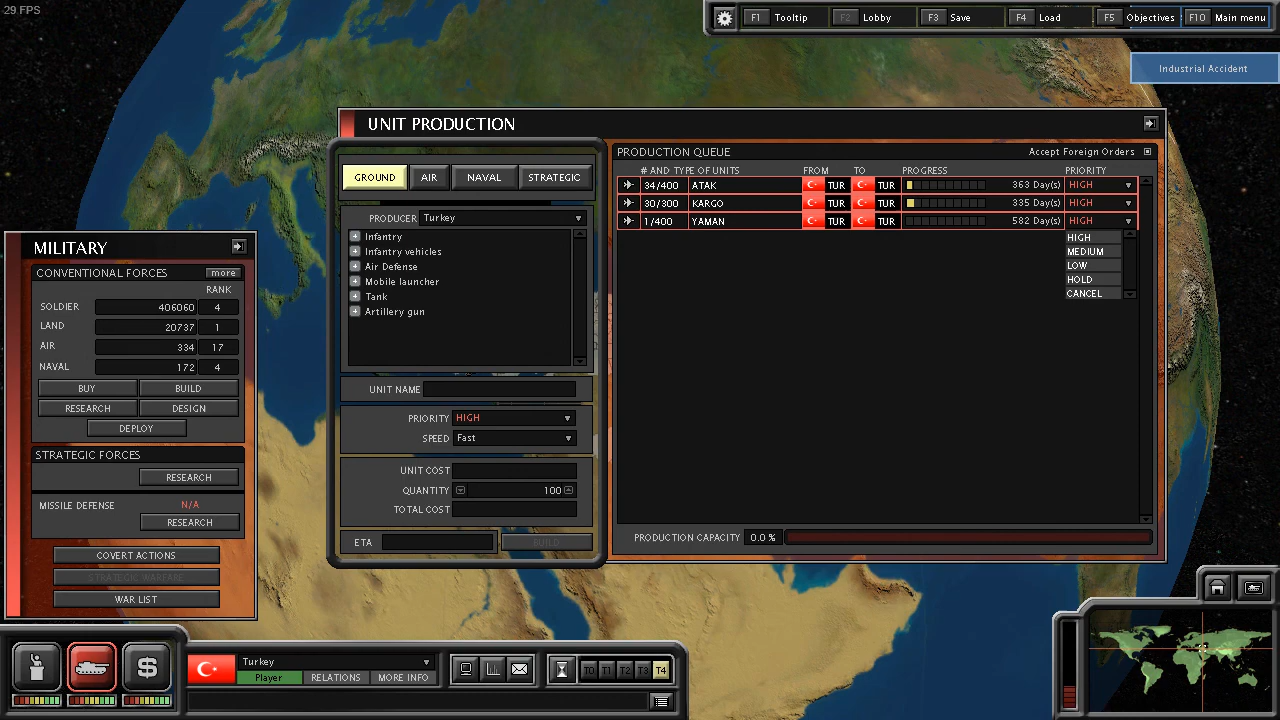 29 FPS
F1 Tooltip F2 Lobby F3 Save F4 Load F5 Objectives F10 Main menu
Industrial Accident
UNIT PRODUCTION
GROUND AIR NAVAL STRATEGIC
PRODUCER Turkey
Infantry
Infantry vehicles
Air Defense
Mobile launcher
Tank
Artillery gun
UNIT NAME
PRIORITY HIGH
SPEED Fast
UNIT COST
QUANTITY 100
TOTAL COST
ETA BUILD
PRODUCTION QUEUE Accept Foreign Orders
# AND TYPE OF UNITS FROM TO PROGRESS PRIORITY
34/400 ATAK TUR TUR 363 Day(s) HIGH
30/300 KARGO TUR TUR 335 Day(s) HIGH
1/400 YAMAN TUR TUR 582 Day(s) HIGH
HIGH
MEDIUM
LOW
HOLD
CANCEL
PRODUCTION CAPACITY 0.0 %
MILITARY
CONVENTIONAL FORCES more
RANK
SOLDIER 406060 4
LAND 20737 1
AIR 334 17
NAVAL 172 4
BUY BUILD
RESEARCH DESIGN
DEPLOY
STRATEGIC FORCES
RESEARCH
MISSILE DEFENSE N/A
RESEARCH
COVERT ACTIONS
STRATEGIC WARFARE
WAR LIST
Turkey
Player RELATIONS MORE INFO
T0 T1 T2 T3 T4